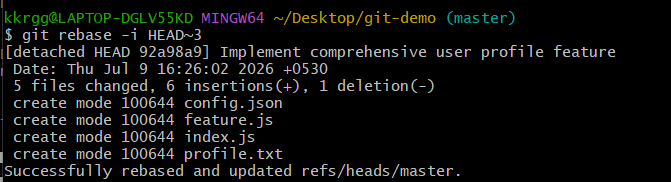 kkrgg@LAPTOP-DGLV55KD MINGW64 ~/Desktop/git-demo (master)
$ git rebase -i HEAD~3
[detached HEAD 92a98a9] Implement comprehensive user profile feature
 Date: Thu Jul 9 16:26:02 2026 +0530
 5 files changed, 6 insertions(+), 1 deletion(-)
 create mode 100644 config.json
 create mode 100644 feature.js
 create mode 100644 index.js
 create mode 100644 profile.txt
Successfully rebased and updated refs/heads/master.